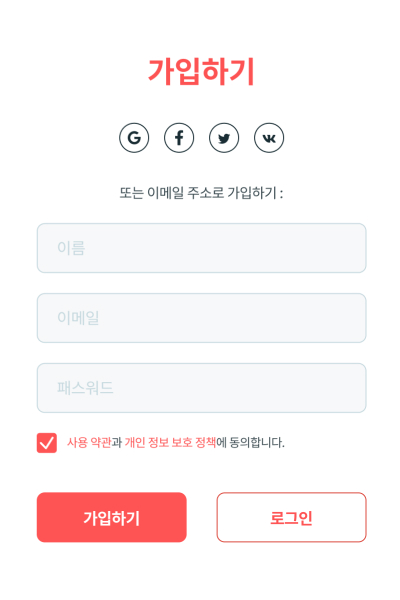 가입하기
또는 이메일 주소로 가입하기 :
이름
이메일
패스워드
사용 약관과 개인 정보 보호 정책에 동의합니다.
가입하기
로그인